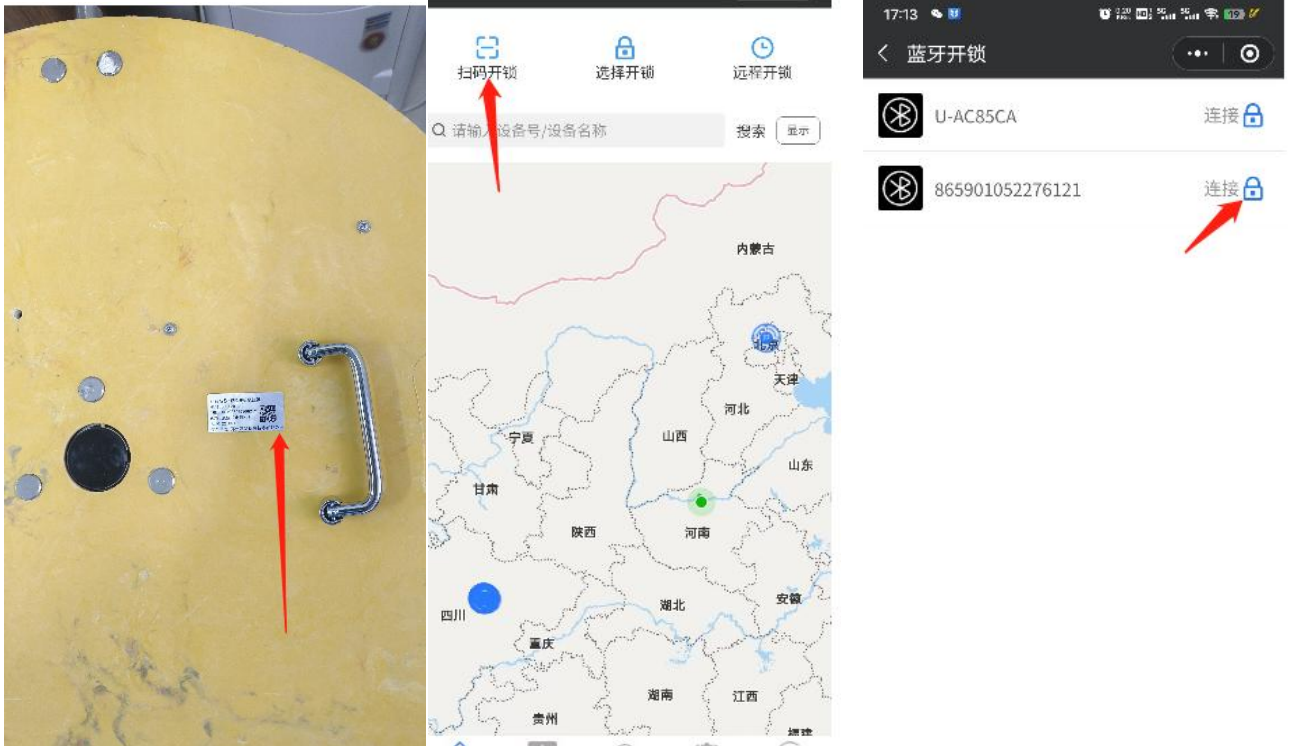 扫码开锁
选择开锁
远程开锁
请输入设备号/设备名称
搜索
显示
内蒙古
北京
天津
河北
宁夏
山西
山东
甘肃
陕西
河南
四川
湖北
安徽
重庆
湖南
江西
贵州
福建
17:13
19
蓝牙开锁
U-AC85CA
连接
865901052276121
连接